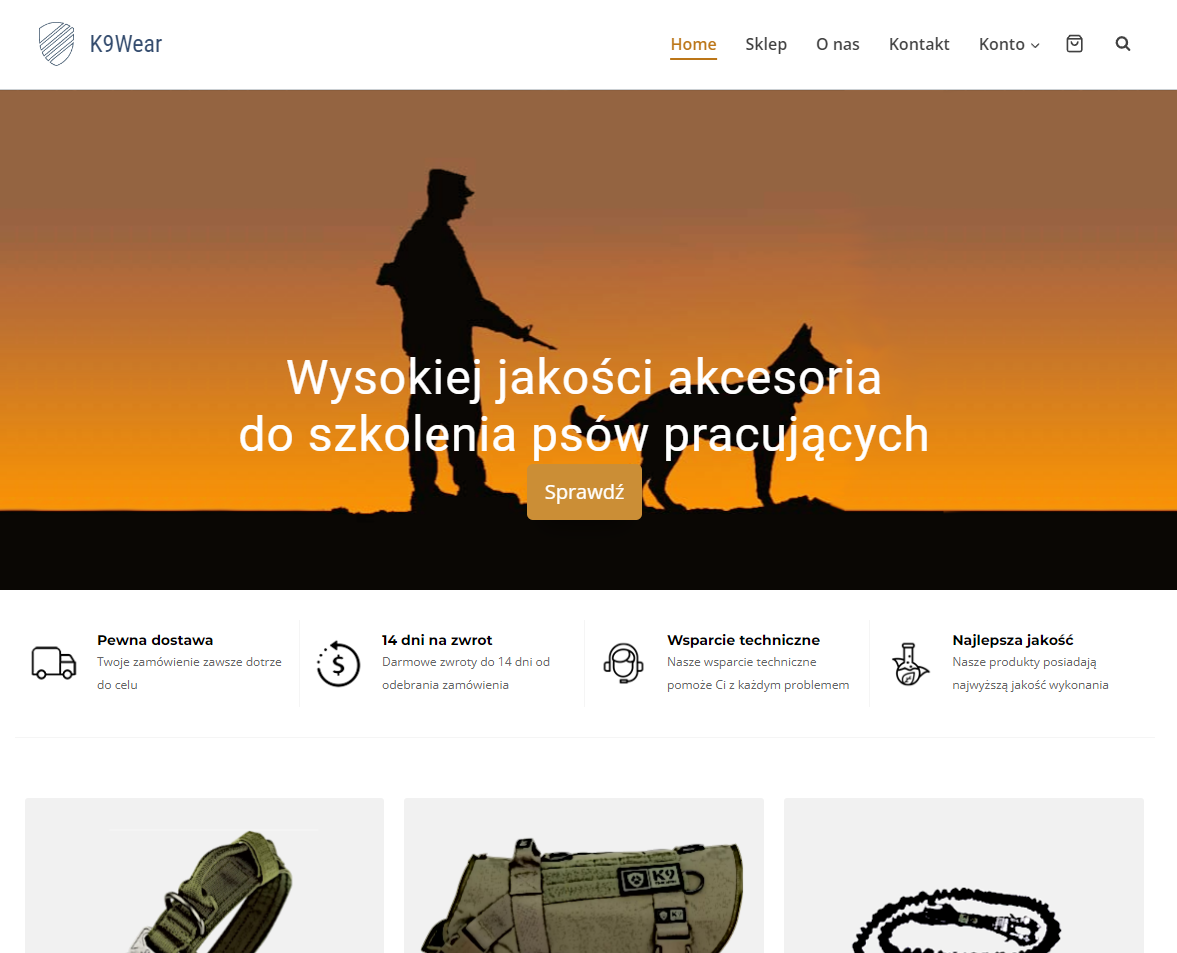 K9Wear
Home Sklep O nas Kontakt Konto
Wysokiej jakości akcesoria
do szkolenia psów pracujących
Sprawdź
Pewna dostawa
Twoje zamówienie zawsze dotrze
do celu
14 dni na zwrot
Darmowe zwroty do 14 dni od
odebrania zamówienia
Wsparcie techniczne
Nasze wsparcie techniczne
pomoże Ci z każdym problemem
Najlepsza jakość
Nasze produkty posiadają
najwyższą jakość wykonania
K9
K9